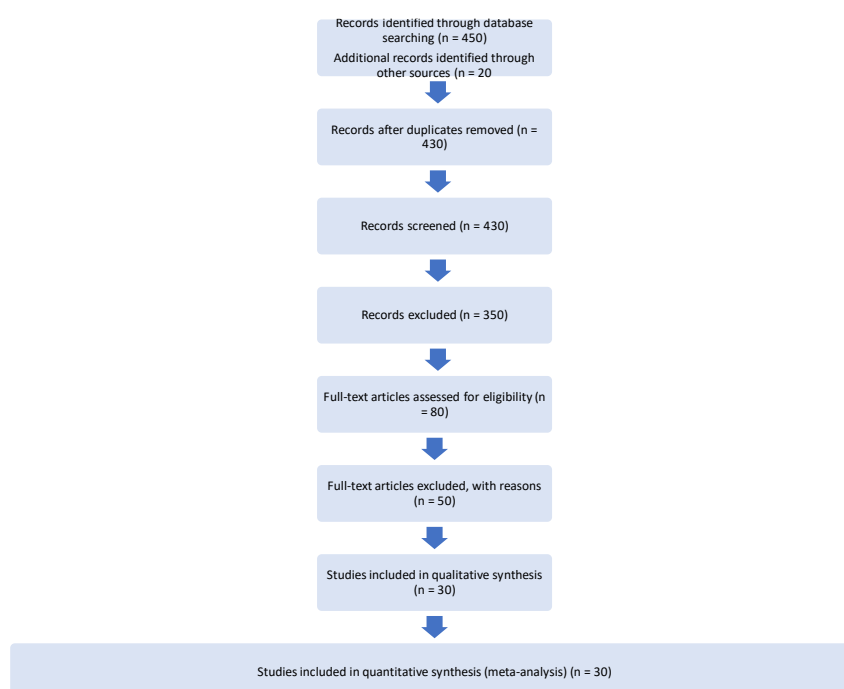 Records identified through database
searching (n = 450)
Additional records identified through
other sources (n = 20
Records after duplicates removed (n =
430)
Records screened (n = 430)
Records excluded (n = 350)
Full-text articles assessed for eligibility (n
= 80)
Full-text articles excluded, with reasons
(n = 50)
Studies included in qualitative synthesis
(n = 30)
Studies included in quantitative synthesis (meta-analysis) (n = 30)